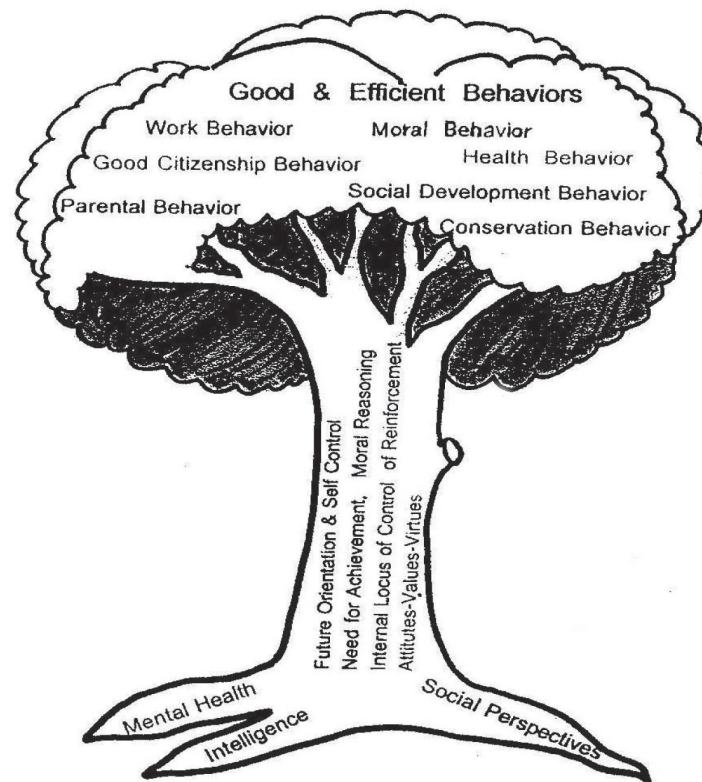 Good & Efficient Behaviors
Work Behavior
Moral Behavior
Good Citizenship Behavior
Health Behavior
Social Development Behavior
Parental Behavior
Conservation Behavior
Future Orientation & Self Control
Need for Achievement, Moral Reasoning
Internal Locus of Control of Reinforcement
Attitutes-Values-Virtues
Mental Health
Intelligence
Social Perspectives